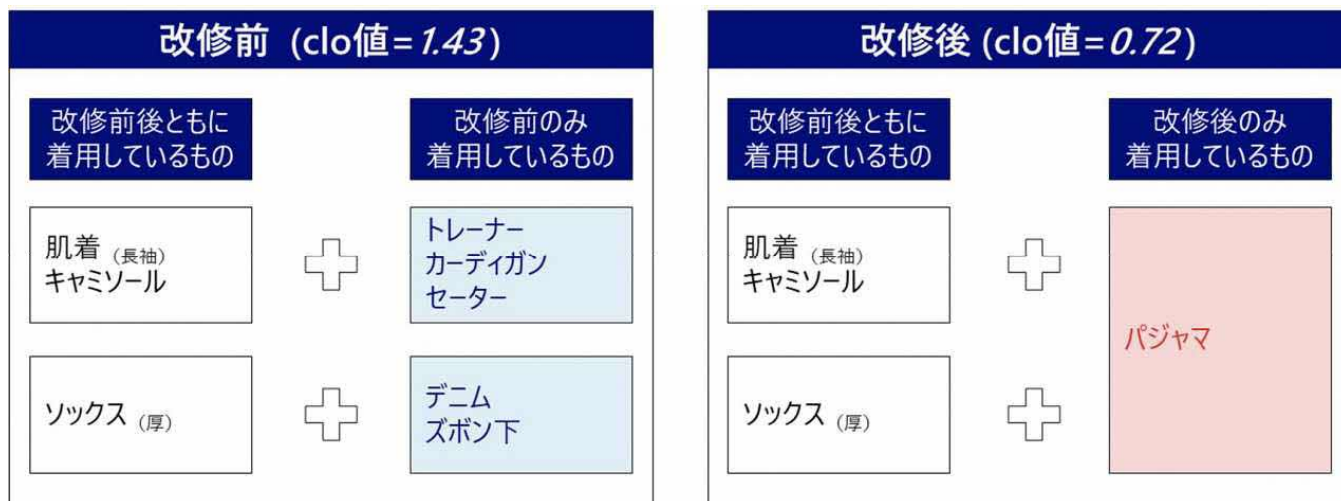 改修前 (clo値=1.43)
改修前後ともに
着用しているもの
改修前のみ
着用しているもの
肌着 (長袖)
キャミソール
トレーナー
カーディガン
セーター
ソックス (厚)
デニム
ズボン下
改修後 (clo値=0.72)
改修前後ともに
着用しているもの
改修後のみ
着用しているもの
肌着 (長袖)
キャミソール
パジャマ
ソックス (厚)